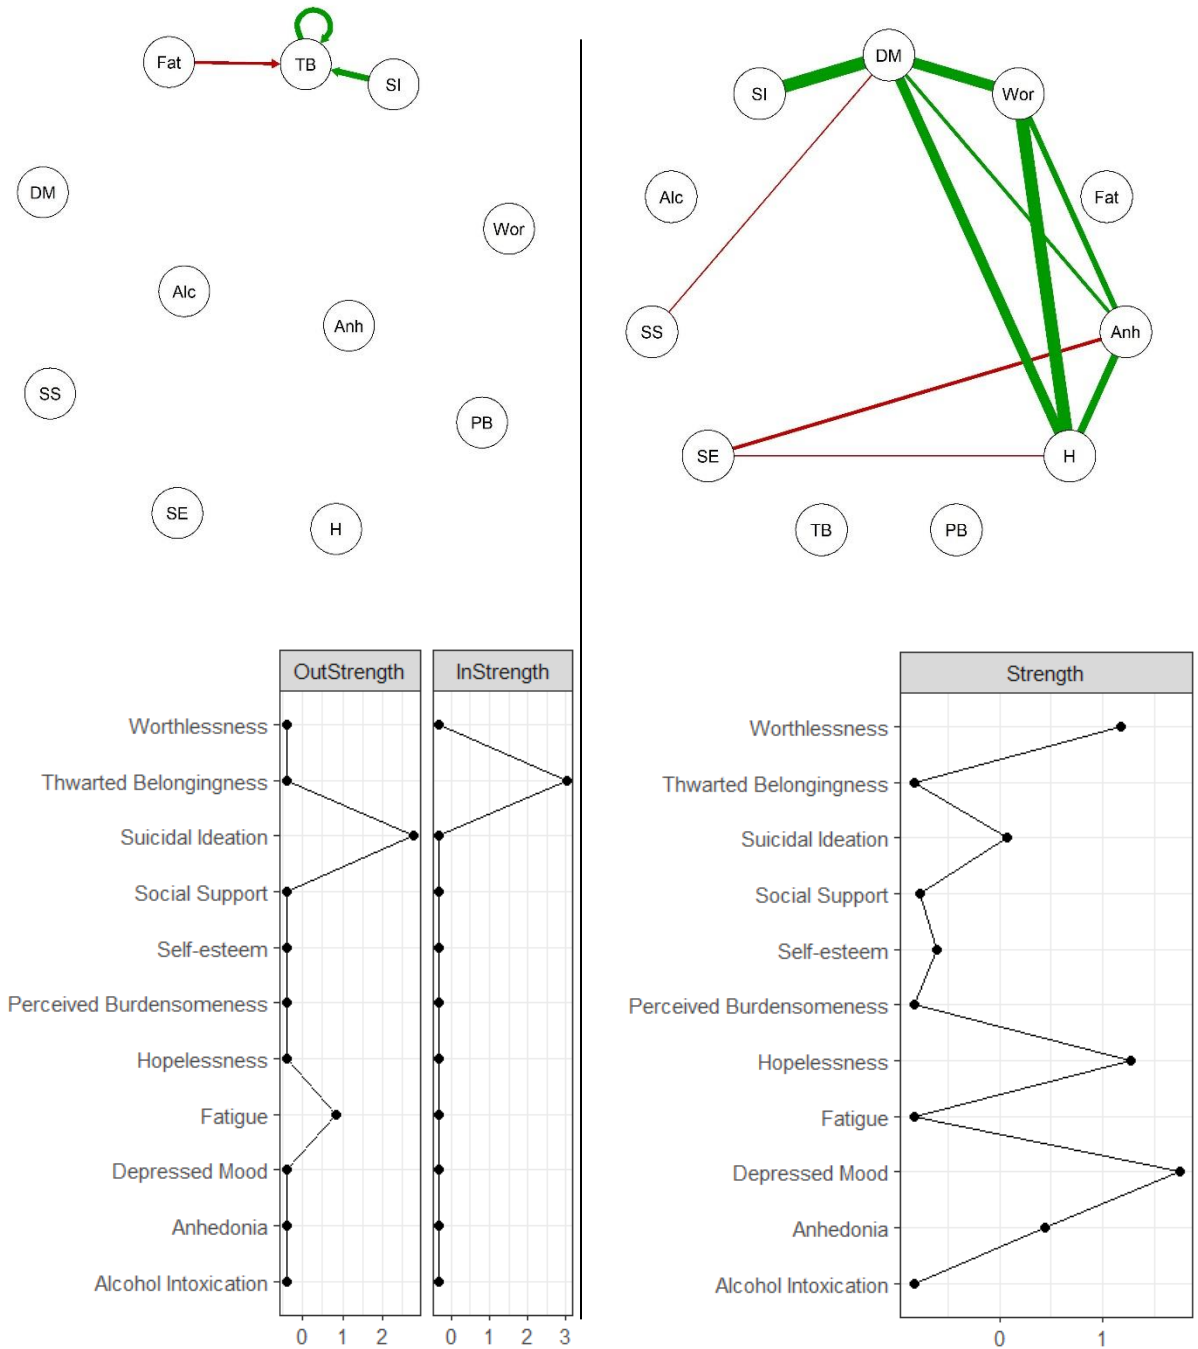 Fat
TB
SI
DM
Wor
Alc
Anh
SS
PB
SE
H
DM
SI
Wor
Alc
Fat
SS
Anh
SE
H
TB
PB
OutStrength InStrength
Worthlessness
Thwarted Belongingness
Suicidal Ideation
Social Support
Self-esteem
Perceived Burdensomeness
Hopelessness
Fatigue
Depressed Mood
Anhedonia
Alcohol Intoxication
0 1 2 0 1 2 3
Strength
Worthlessness
Thwarted Belongingness
Suicidal Ideation
Social Support
Self-esteem
Perceived Burdensomeness
Hopelessness
Fatigue
Depressed Mood
Anhedonia
Alcohol Intoxication
0 1